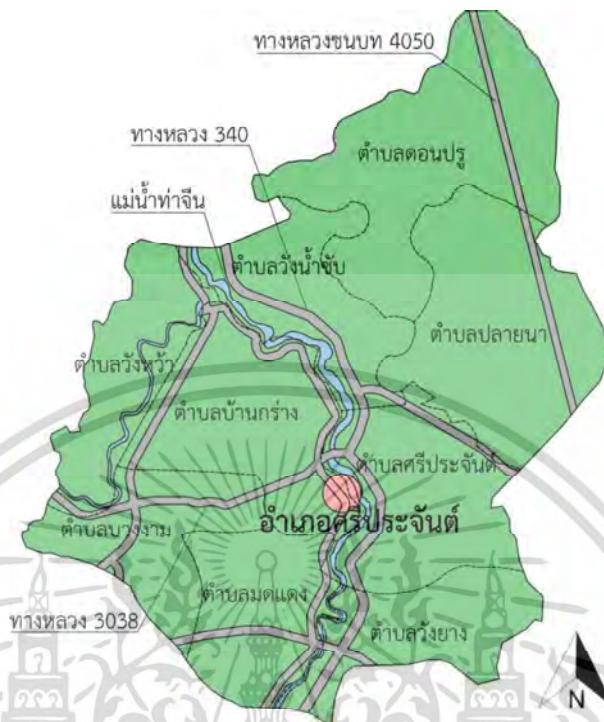 ทางหลวงชนบท 4050
ทางหลวง 340
ตำบลดอนปรู
แม่น้ำท่าจีน
ตำบลวังน้ำซับ
ตำบลปลายนา
ตำบลวังหว้า
ตำบลบ้านกร่าง
ตำบลศรีประจันต์
อำเภอศรีประจันต์
ตำบลบางงาม
ตำบลมดแดง
ทางหลวง 3038
ตำบลวังยาง
N